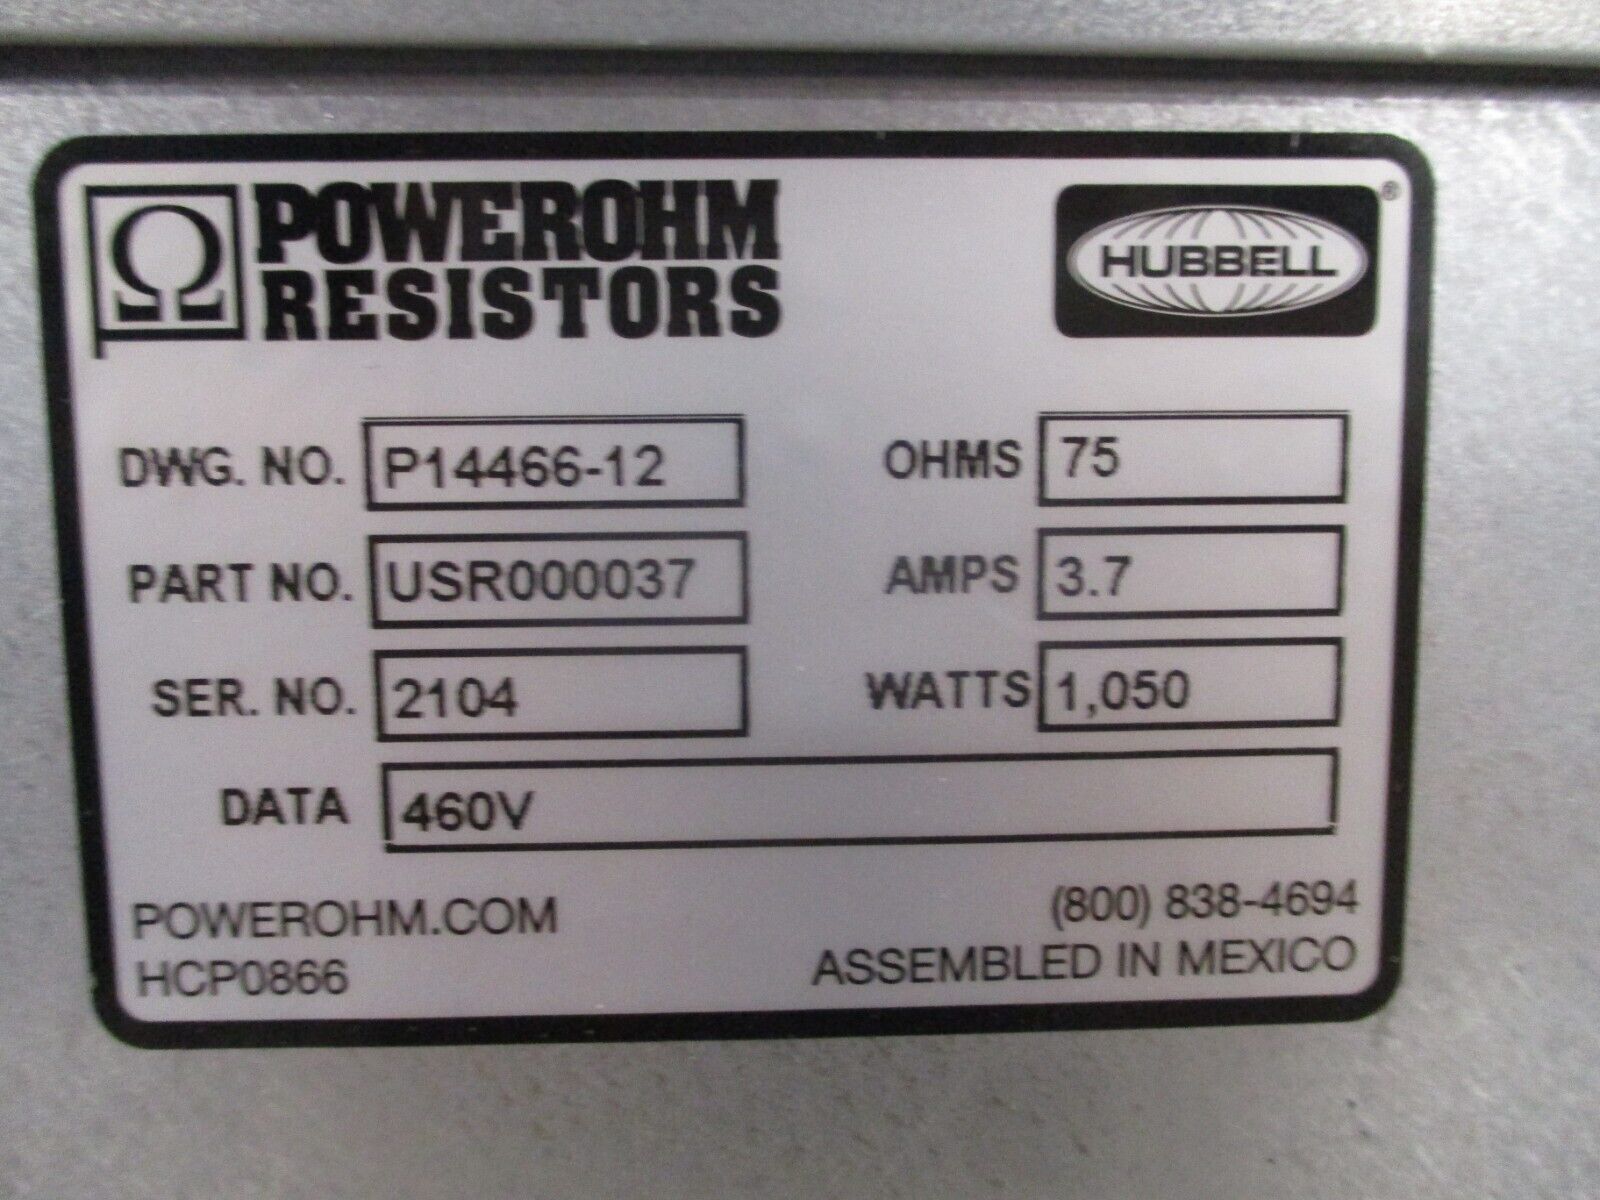 Ω POWEROHM
RESISTORS
HUBBELL®
DWG. NO. P14466-12
OHMS 75
PART NO. USR000037
AMPS 3.7
SER. NO. 2104
WATTS 1,050
DATA 460V
POWEROHM.COM
HCP0866
(800) 838-4694
ASSEMBLED IN MEXICO